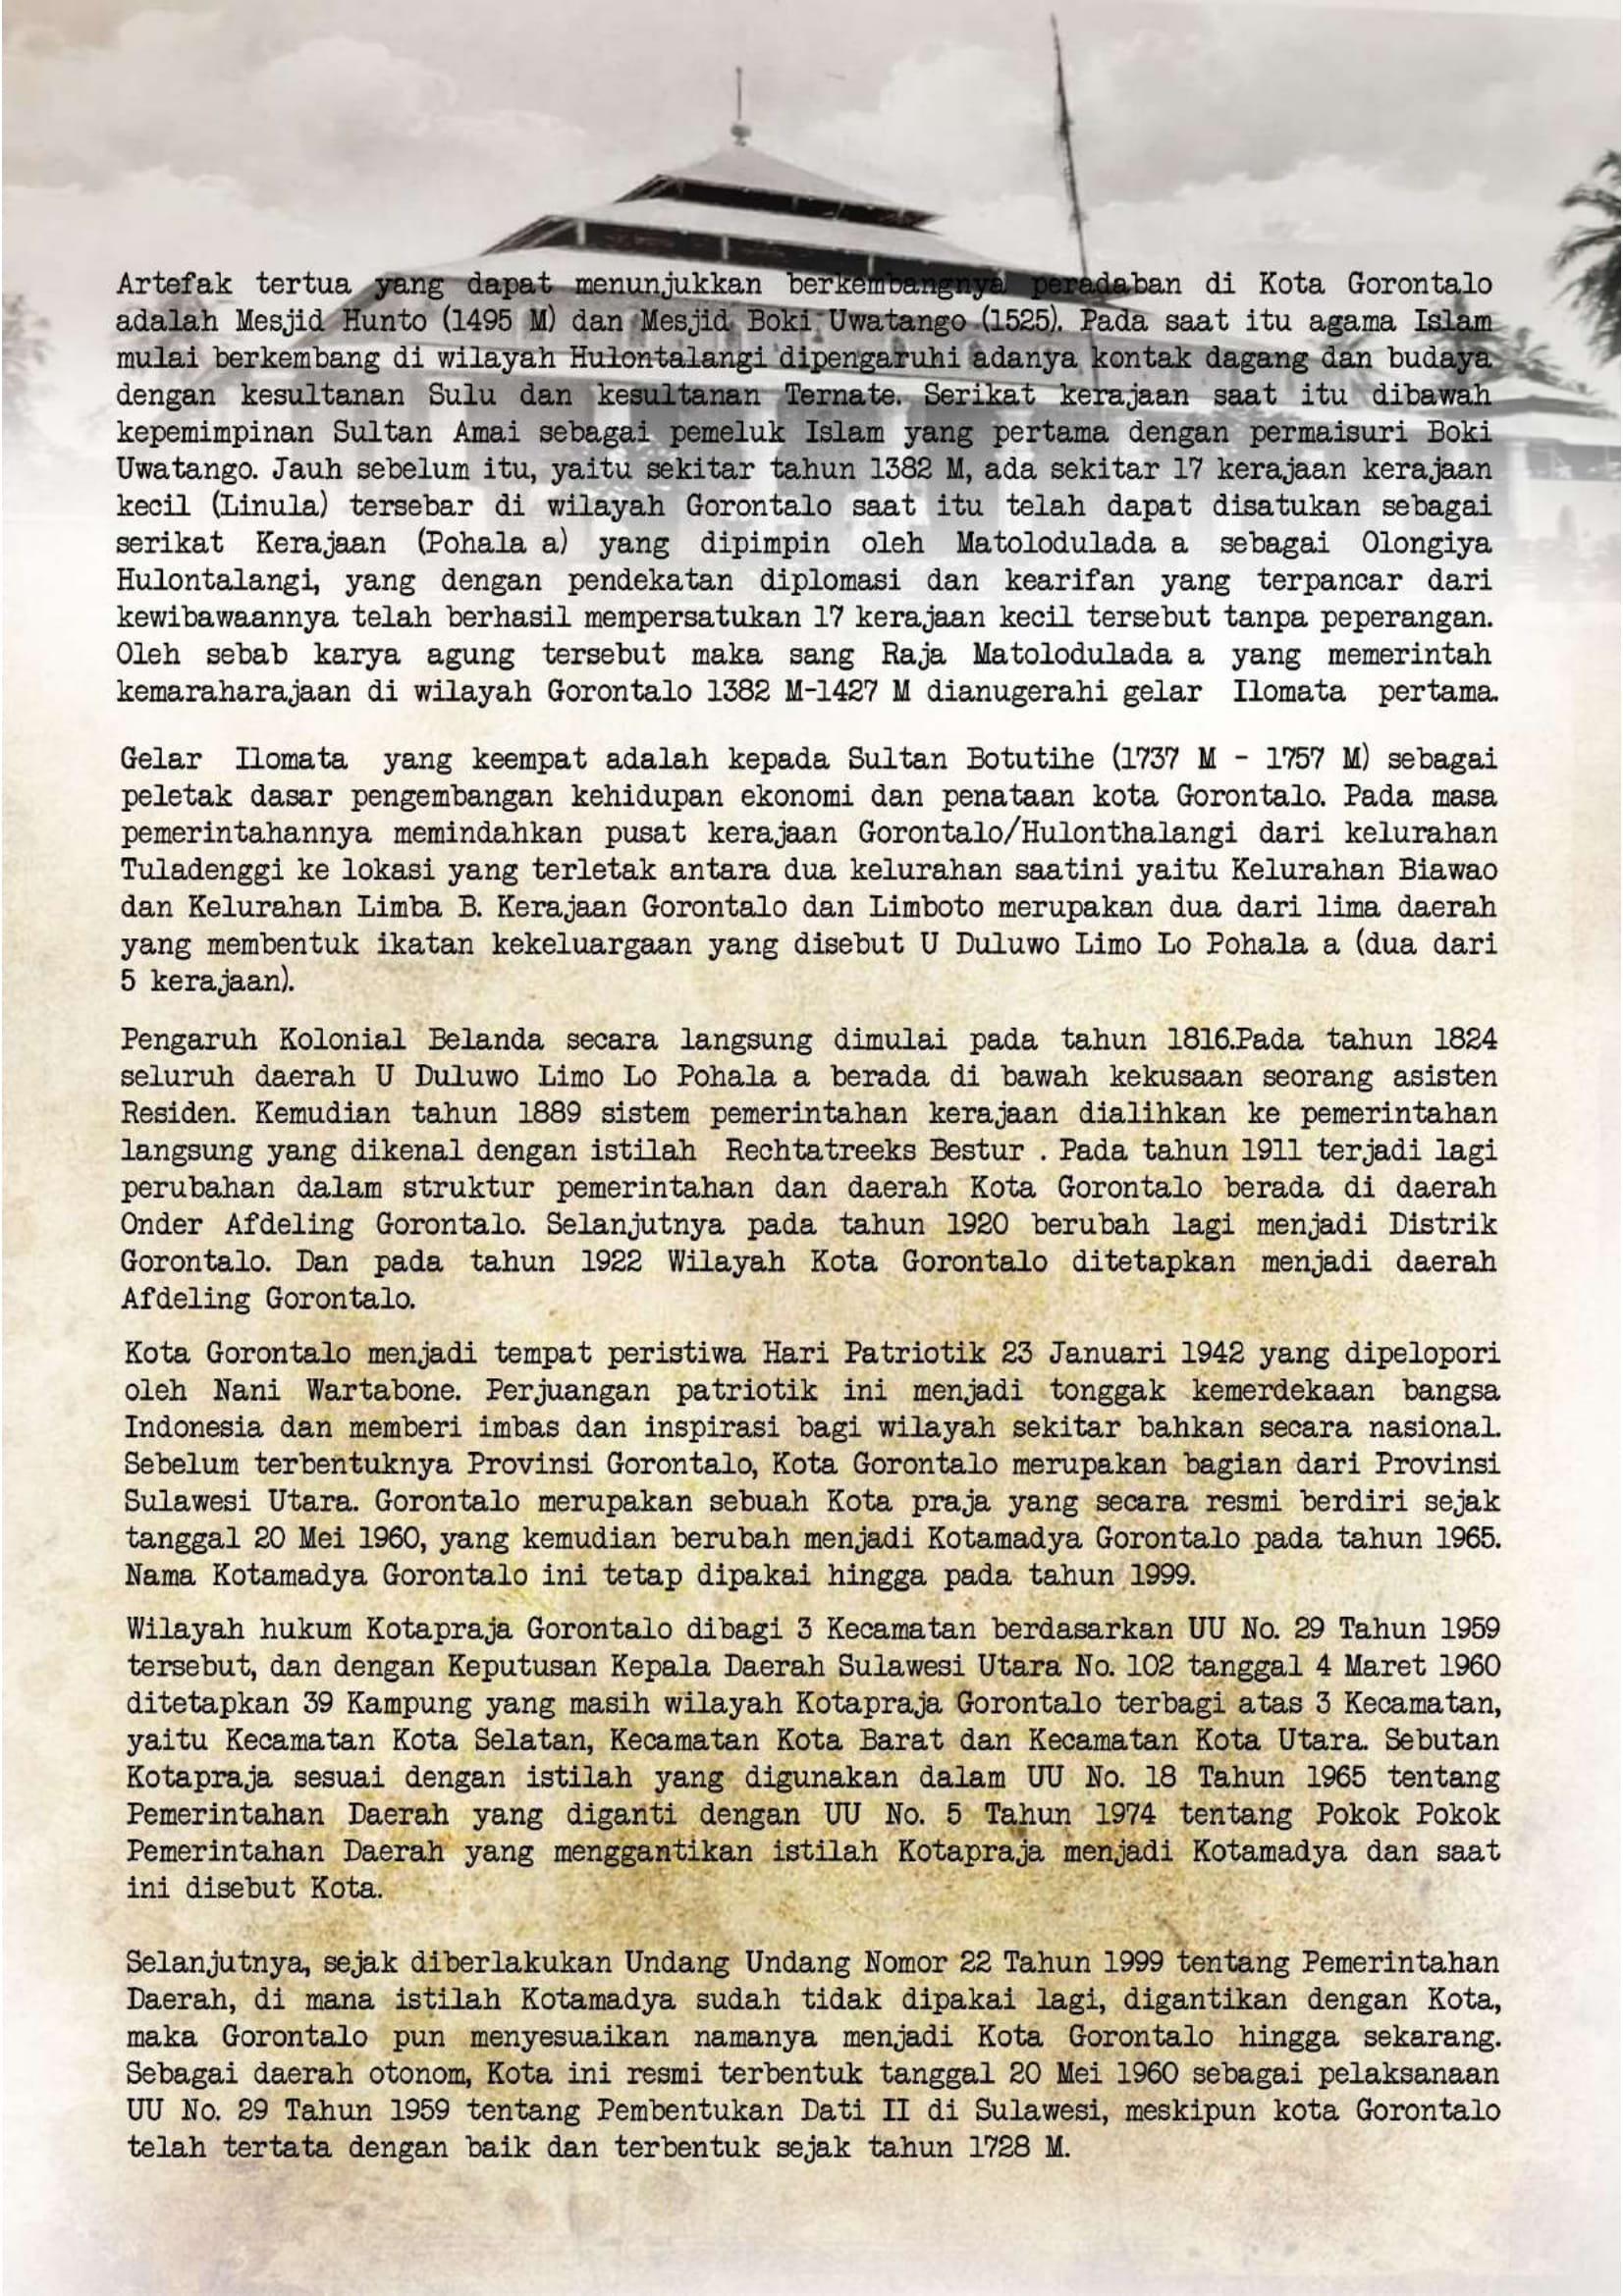 Artefak tertua yang dapat menunjukkan berkembangnya peradaban di Kota Gorontalo
adalah Mesjid Hunto (1495 M) dan Mesjid Boki Uwatango (1525). Pada saat itu agama Islam
mulai berkembang di wilayah Hulontalangi dipengaruhi adanya kontak dagang dan budaya
dengan kesultanan Sulu dan kesultanan Ternate. Serikat kerajaan saat itu dibawah
kepemimpinan Sultan Amai sebagai pemeluk Islam yang pertama dengan permaisuri Boki
Uwatango. Jauh sebelum itu, yaitu sekitar tahun 1382 M, ada sekitar 17 kerajaan kerajaan
kecil (Linula) tersebar di wilayah Gorontalo saat itu telah dapat disatukan sebagai
serikat Kerajaan (Pohala a) yang dipimpin oleh Matolodulada a sebagai Olongiya
Hulontalangi, yang dengan pendekatan diplomasi dan kearifan yang terpancar dari
kewibawaannya telah berhasil mempersatukan 17 kerajaan kecil tersebut tanpa peperangan.
Oleh sebab karya agung tersebut maka sang Raja Matolodulada a yang memerintah
kemaraharajaan di wilayah Gorontalo 1382 M-1427 M dianugerahi gelar Ilomata pertama.
Gelar Ilomata yang keempat adalah kepada Sultan Botutihe (1737 M - 1757 M) sebagai
peletak dasar pengembangan kehidupan ekonomi dan penataan kota Gorontalo. Pada masa
pemerintahannya memindahkan pusat kerajaan Gorontalo/Hulonthalangi dari kelurahan
Tuladenggi ke lokasi yang terletak antara dua kelurahan saatini yaitu Kelurahan Biawao
dan Kelurahan Limba B. Kerajaan Gorontalo dan Limboto merupakan dua dari lima daerah
yang membentuk ikatan kekeluargaan yang disebut U Duluwo Limo Lo Pohala a (dua dari
5 kerajaan).
Pengaruh Kolonial Belanda secara langsung dimulai pada tahun 1816.Pada tahun 1824
seluruh daerah U Duluwo Limo Lo Pohala a berada di bawah kekusaan seorang asisten
Residen. Kemudian tahun 1889 sistem pemerintahan kerajaan dialihkan ke pemerintahan
langsung yang dikenal dengan istilah Rechtatreeks Bestur . Pada tahun 1911 terjadi lagi
perubahan dalam struktur pemerintahan dan daerah Kota Gorontalo berada di daerah
Onder Afdeling Gorontalo. Selanjutnya pada tahun 1920 berubah lagi menjadi Distrik
Gorontalo. Dan pada tahun 1922 Wilayah Kota Gorontalo ditetapkan menjadi daerah
Afdeling Gorontalo.
Kota Gorontalo menjadi tempat peristiwa Hari Patriotik 23 Januari 1942 yang dipelopori
oleh Nani Wartabone. Perjuangan patriotik ini menjadi tonggak kemerdekaan bangsa
Indonesia dan memberi imbas dan inspirasi bagi wilayah sekitar bahkan secara nasional.
Sebelum terbentuknya Provinsi Gorontalo, Kota Gorontalo merupakan bagian dari Provinsi
Sulawesi Utara. Gorontalo merupakan sebuah Kota praja yang secara resmi berdiri sejak
tanggal 20 Mei 1960, yang kemudian berubah menjadi Kotamadya Gorontalo pada tahun 1965.
Nama Kotamadya Gorontalo ini tetap dipakai hingga pada tahun 1999.
Wilayah hukum Kotapraja Gorontalo dibagi 3 Kecamatan berdasarkan UU No. 29 Tahun 1959
tersebut, dan dengan Keputusan Kepala Daerah Sulawesi Utara No. 102 tanggal 4 Maret 1960
ditetapkan 39 Kampung yang masih wilayah Kotapraja Gorontalo terbagi atas 3 Kecamatan,
yaitu Kecamatan Kota Selatan, Kecamatan Kota Barat dan Kecamatan Kota Utara. Sebutan
Kotapraja sesuai dengan istilah yang digunakan dalam UU No. 18 Tahun 1965 tentang
Pemerintahan Daerah yang diganti dengan UU No. 5 Tahun 1974 tentang Pokok Pokok
Pemerintahan Daerah yang menggantikan istilah Kotapraja menjadi Kotamadya dan saat
ini disebut Kota.
Selanjutnya, sejak diberlakukan Undang Undang Nomor 22 Tahun 1999 tentang Pemerintahan
Daerah, di mana istilah Kotamadya sudah tidak dipakai lagi, digantikan dengan Kota,
maka Gorontalo pun menyesuaikan namanya menjadi Kota Gorontalo hingga sekarang.
Sebagai daerah otonom, Kota ini resmi terbentuk tanggal 20 Mei 1960 sebagai pelaksanaan
UU No. 29 Tahun 1959 tentang Pembentukan Dati II di Sulawesi, meskipun kota Gorontalo
telah tertata dengan baik dan terbentuk sejak tahun 1728 M.